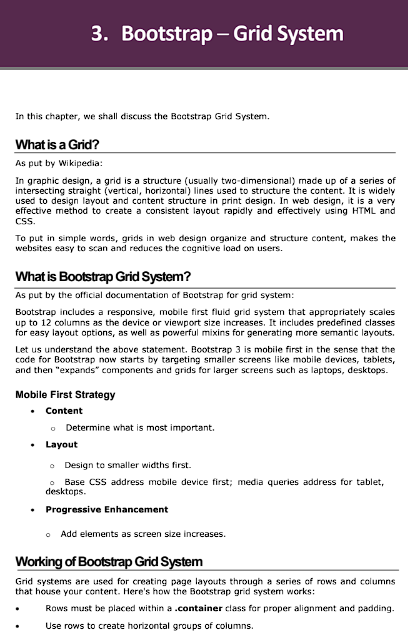 3. Bootstrap – Grid System
In this chapter, we shall discuss the Bootstrap Grid System.
What is a Grid?
As put by Wikipedia:
In graphic design, a grid is a structure (usually two-dimensional) made up of a series of
intersecting straight (vertical, horizontal) lines used to structure the content. It is widely
used to design layout and content structure in print design. In web design, it is a very
effective method to create a consistent layout rapidly and effectively using HTML and
CSS.
To put in simple words, grids in web design organize and structure content, makes the
websites easy to scan and reduces the cognitive load on users.
What is Bootstrap Grid System?
As put by the official documentation of Bootstrap for grid system:
Bootstrap includes a responsive, mobile first fluid grid system that appropriately scales
up to 12 columns as the device or viewport size increases. It includes predefined classes
for easy layout options, as well as powerful mixins for generating more semantic layouts.
Let us understand the above statement. Bootstrap 3 is mobile first in the sense that the
code for Bootstrap now starts by targeting smaller screens like mobile devices, tablets,
and then “expands” components and grids for larger screens such as laptops, desktops.
Mobile First Strategy
• Content
o Determine what is most important.
• Layout
o Design to smaller widths first.
o Base CSS address mobile device first; media queries address for tablet,
desktops.
• Progressive Enhancement
o Add elements as screen size increases.
Working of Bootstrap Grid System
Grid systems are used for creating page layouts through a series of rows and columns
that house your content. Here's how the Bootstrap grid system works:
• Rows must be placed within a .container class for proper alignment and padding.
• Use rows to create horizontal groups of columns.